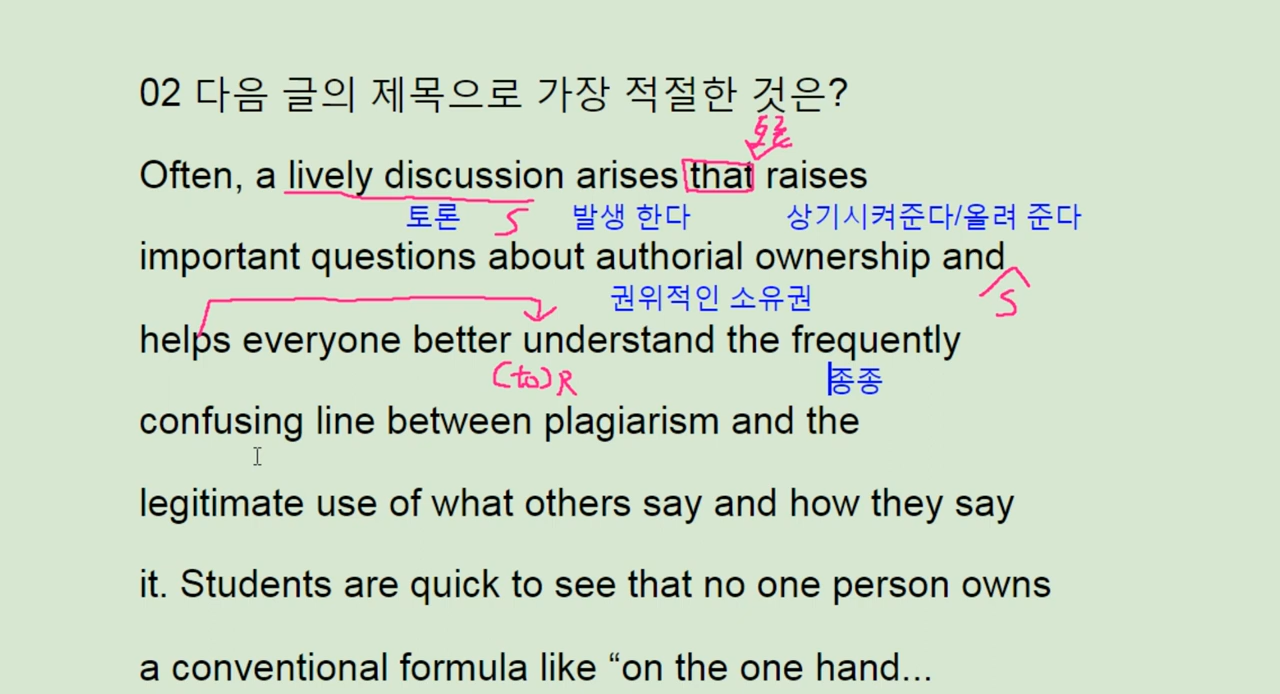 02 다음 글의 제목으로 가장 적절한 것은?
Often, a lively discussion arises that raises
토론 S 발생 한다 상기시켜준다/올려 준다
important questions about authorial ownership and
권위적인 소유권 S
helps everyone better understand the frequently
(to) R 종종
confusing line between plagiarism and the
legitimate use of what others say and how they say
it. Students are quick to see that no one person owns
a conventional formula like “on the one hand...